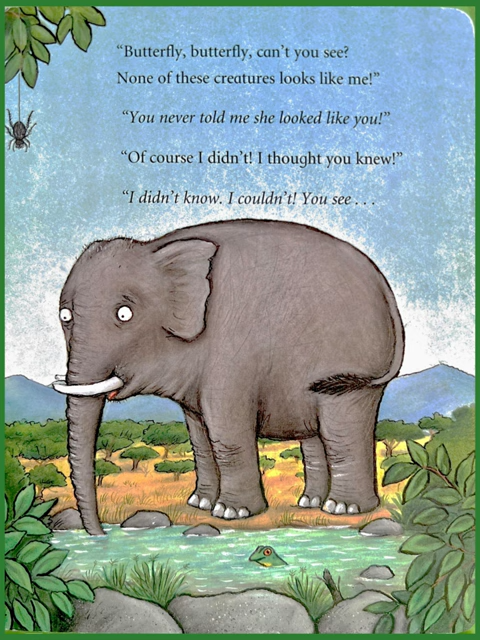 “Butterfly, butterfly, can’t you see?
None of these creatures looks like me!”
“You never told me she looked like you!”
“Of course I didn’t! I thought you knew!”
“I didn’t know. I couldn’t! You see . . .